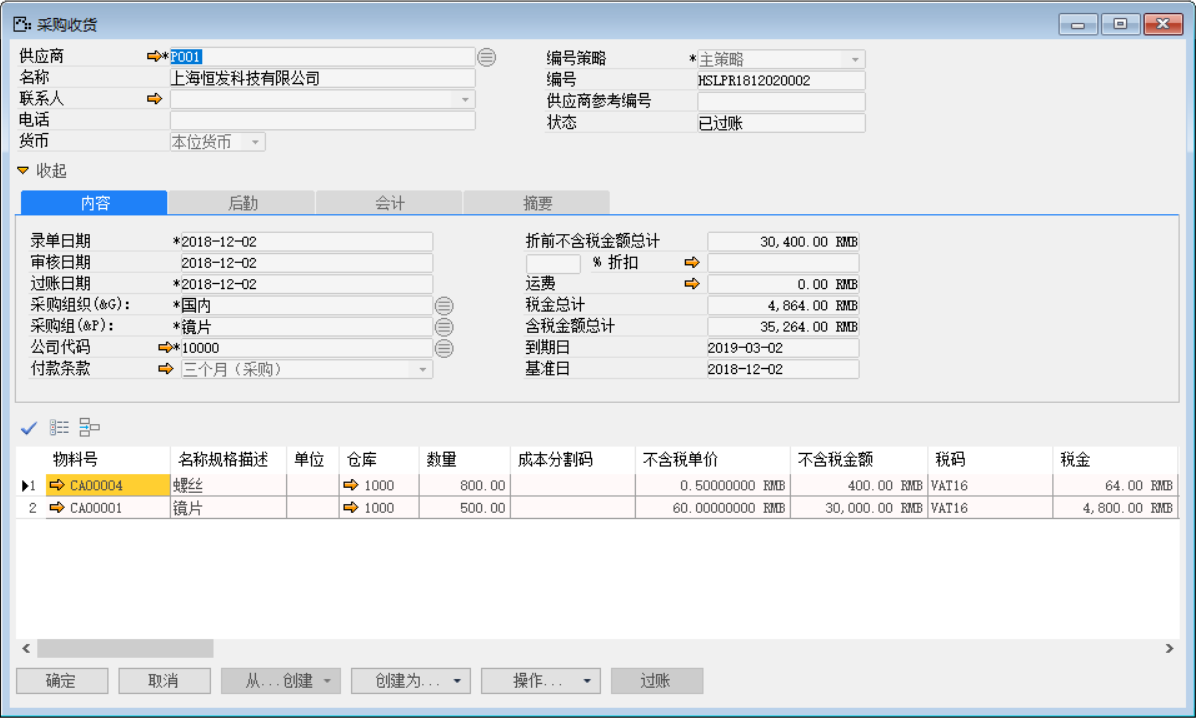 采购收货
供应商 *P001 编号策略 *主策略
名称 上海恒发科技有限公司 编号 HSLPR1812020002
联系人 供应商参考编号
电话 状态 已过账
货币 本位货币
收起
内容 后勤 会计 摘要
录单日期 *2018-12-02 折前不含税金额总计 30,400.00 RMB
审核日期 2018-12-02 % 折扣
过账日期 *2018-12-02 运费 0.00 RMB
采购组织(&G): *国内 税金总计 4,864.00 RMB
采购组(&P): *镜片 含税金额总计 35,264.00 RMB
公司代码 *10000 到期日 2019-03-02
付款条款 三个月（采购） 基准日 2018-12-02
物料号 名称规格描述 单位 仓库 数量 成本分割码 不含税单价 不含税金额 税码 税金
1 CA00004 螺丝 1000 800.00 0.50000000 RMB 400.00 RMB VAT16 64.00 RMB
2 CA00001 镜片 1000 500.00 60.00000000 RMB 30,000.00 RMB VAT16 4,800.00 RMB
确定 取消 从...创建 创建为... 操作... 过账